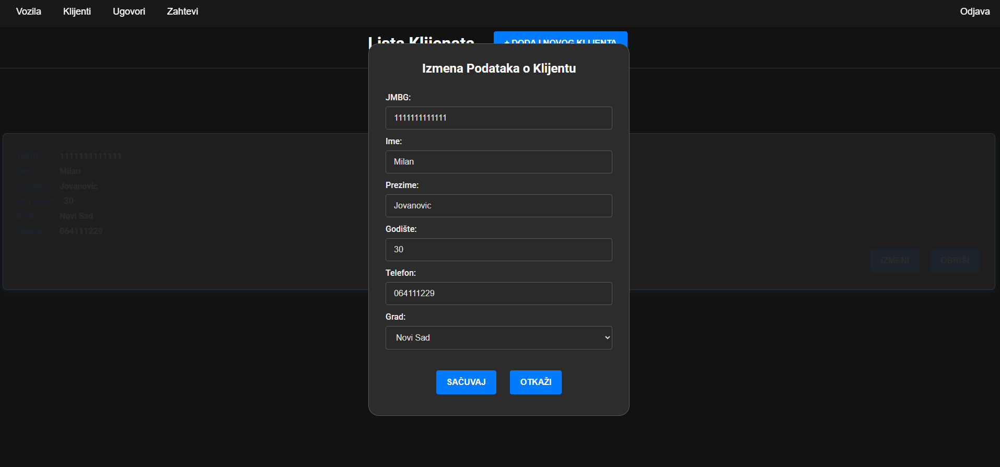 Vozila Klijenti Ugovori Zahtevi Odjava
Lista Klijenata + DODAJ NOVOG KLIJENTA
Izmena Podataka o Klijentu
JMBG:
1111111111111
Ime:
Milan
Prezime:
Jovanovic
Godište:
30
Telefon:
064111229
Grad:
Novi Sad
SAČUVAJ OTKAŽI
JMBG: 1111111111111
Ime: Milan
Prezime: Jovanovic
Broj Godina: 30
Grad: Novi Sad
Telefon: 064111229
IZMENI OBRIŠI